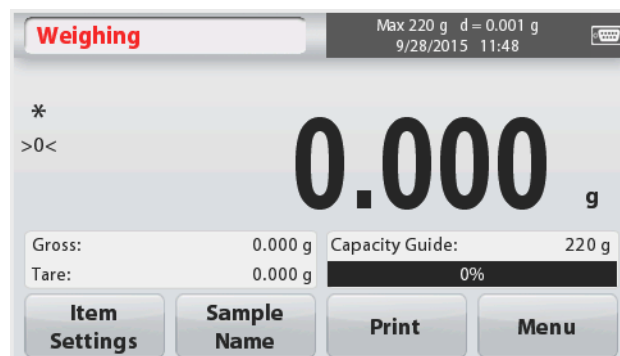 Weighing
Max 220 g d = 0.001 g
9/28/2015 11:48
*
>0<
0.000 g
Gross: 0.000 g
Tare: 0.000 g
Capacity Guide: 220 g
0%
Item Settings
Sample Name
Print
Menu